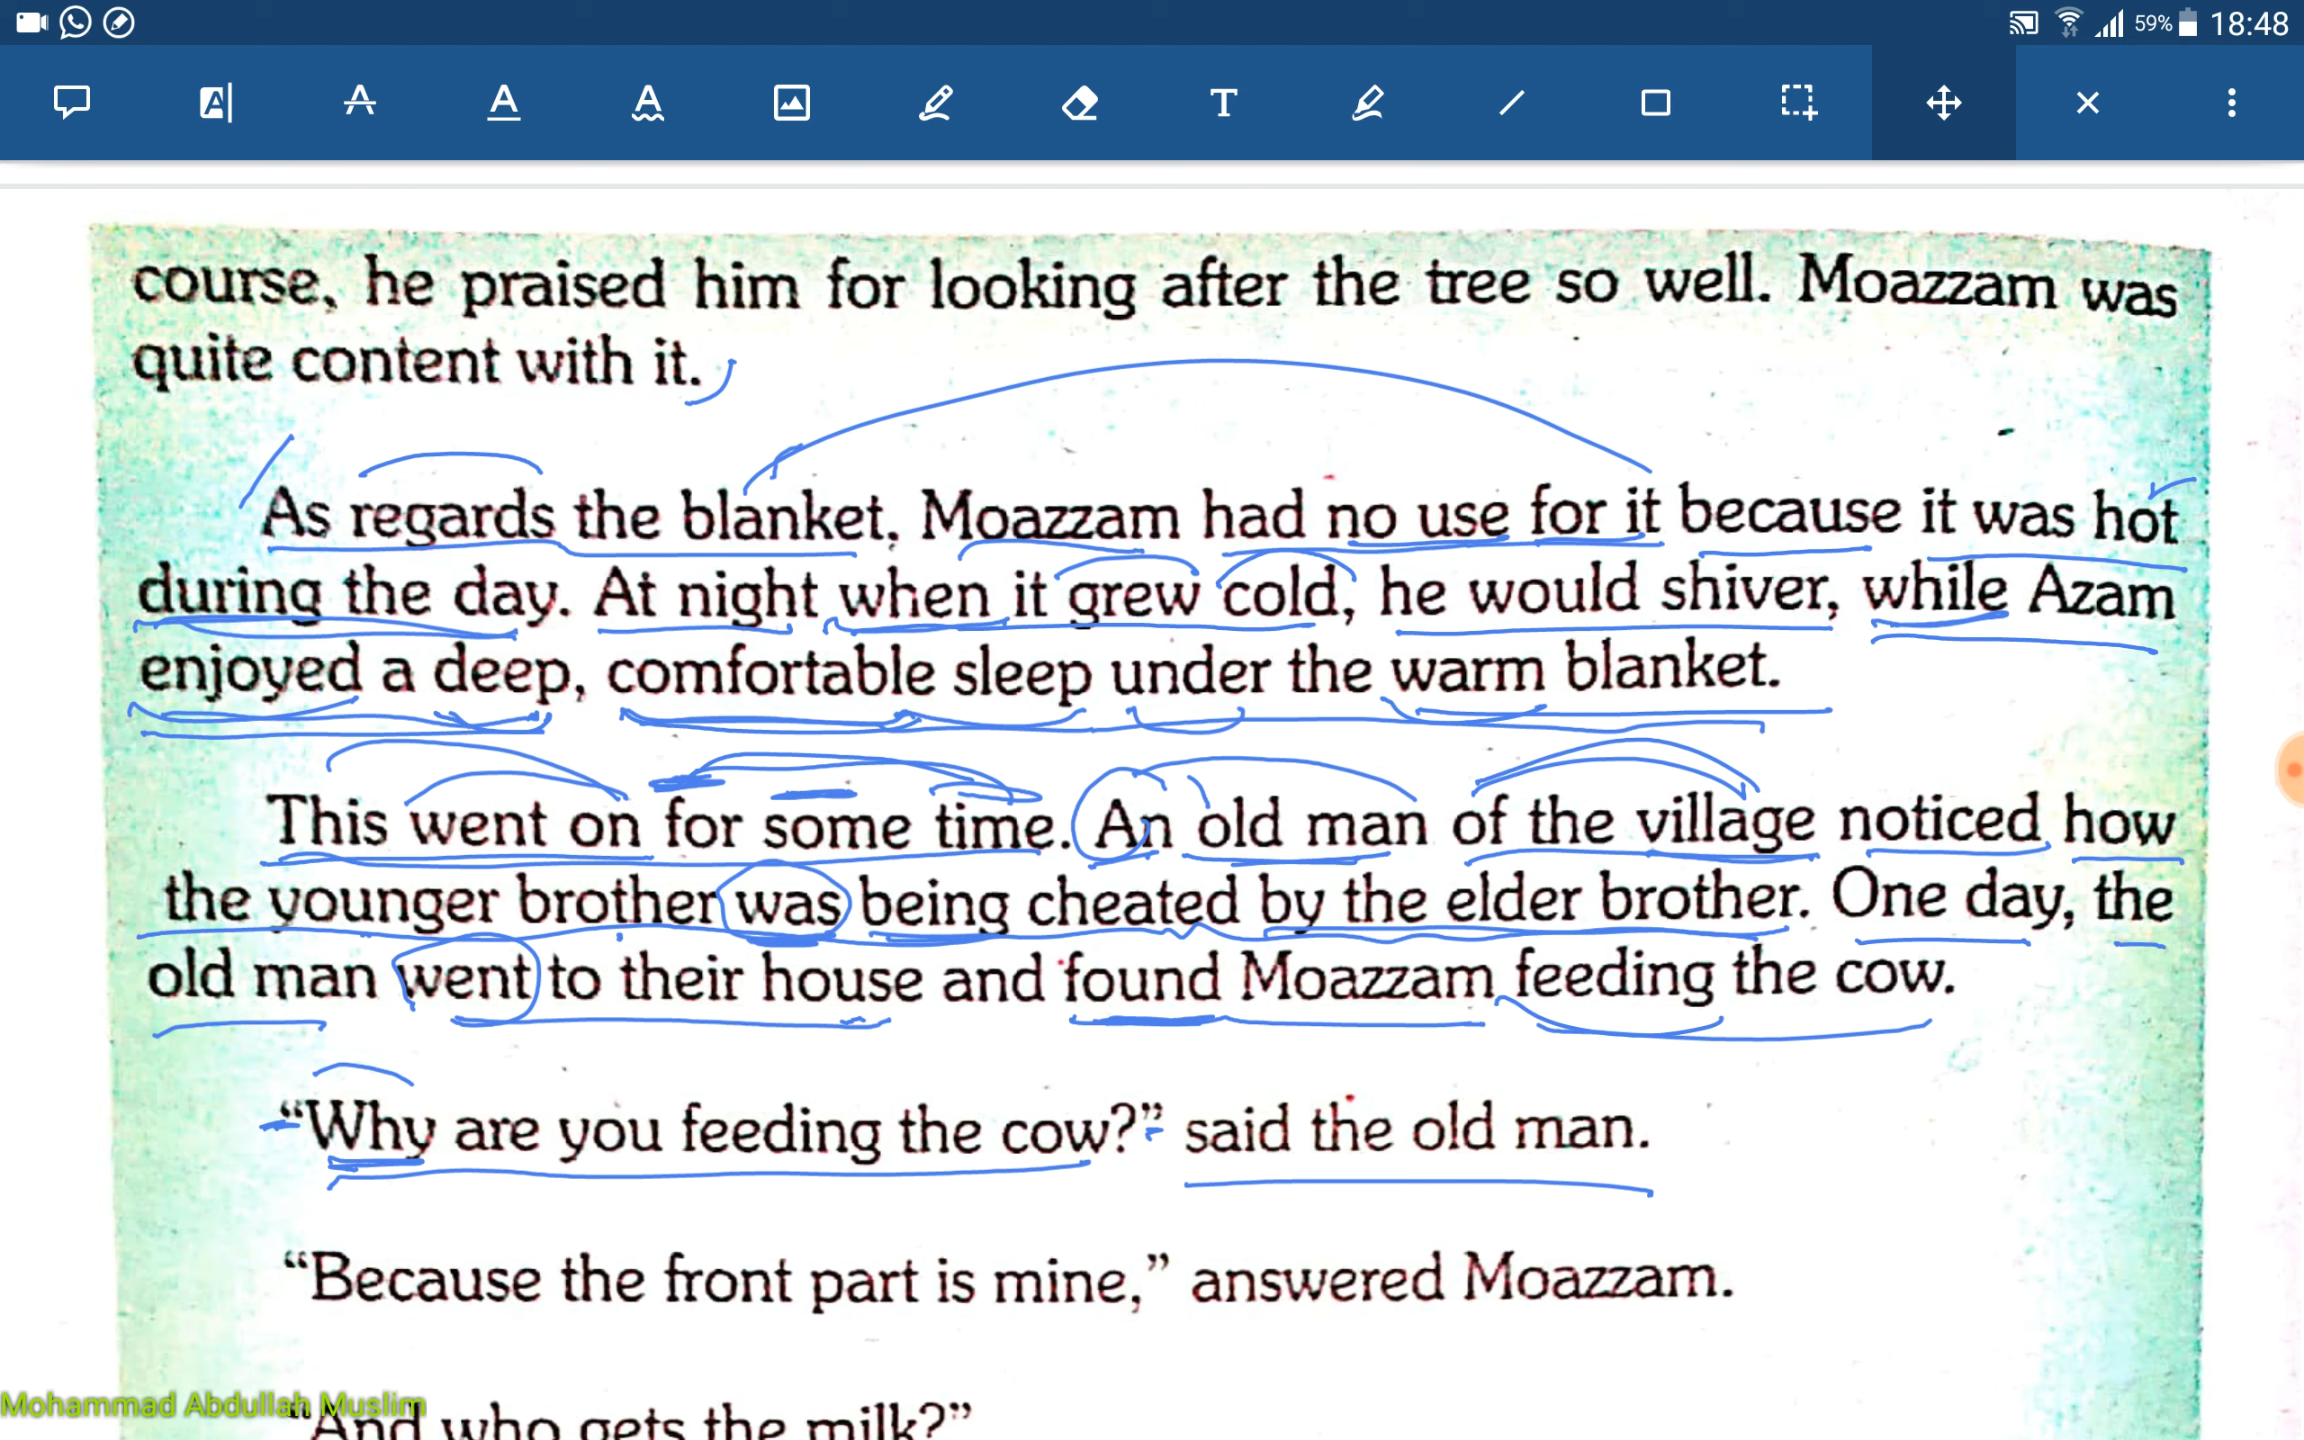 59% 18:48
T
course, he praised him for looking after the tree so well. Moazzam was
quite content with it.
As regards the blanket, Moazzam had no use for it because it was hot
during the day. At night when it grew cold, he would shiver, while Azam
enjoyed a deep, comfortable sleep under the warm blanket.
This went on for some time. An old man of the village noticed how
the younger brother was being cheated by the elder brother. One day, the
old man went to their house and found Moazzam feeding the cow.
“Why are you feeding the cow?” said the old man.
“Because the front part is mine,” answered Moazzam.
Mohammad Abdullah Muslim
“And who gets the milk?”